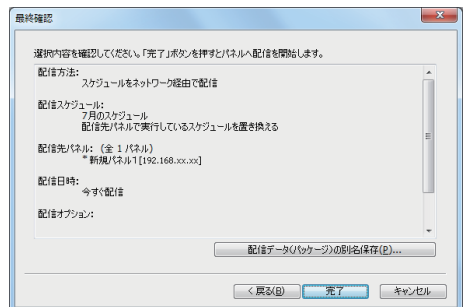 最終確認
選択内容を確認してください。「完了」ボタンを押すとパネルへ配信を開始します。
配信方法:
スケジュールをネットワーク経由で配信
配信スケジュール:
7月のスケジュール
配信先パネルで実行しているスケジュールを置き換える
配信先パネル: (全 1 パネル)
* 新規パネル1 [192.168.xx.xx]
配信日時:
今すぐ配信
配信オプション:
配信データ(パッケージ)の別名保存(P)...
< 戻る(B)
完了
キャンセル